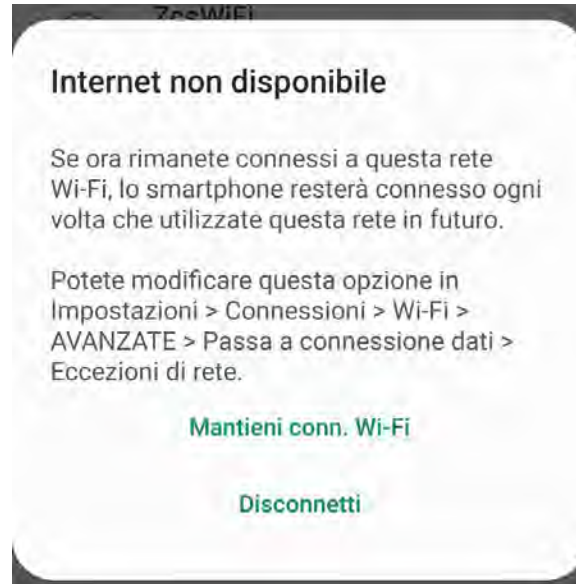 ZcsWiFi
Internet non disponibile
Se ora rimanete connessi a questa rete
Wi-Fi, lo smartphone resterà connesso ogni
volta che utilizzate questa rete in futuro.
Potete modificare questa opzione in
Impostazioni > Connessioni > Wi-Fi >
AVANZATE > Passa a connessione dati >
Eccezioni di rete.
Mantieni conn. Wi-Fi
Disconnetti